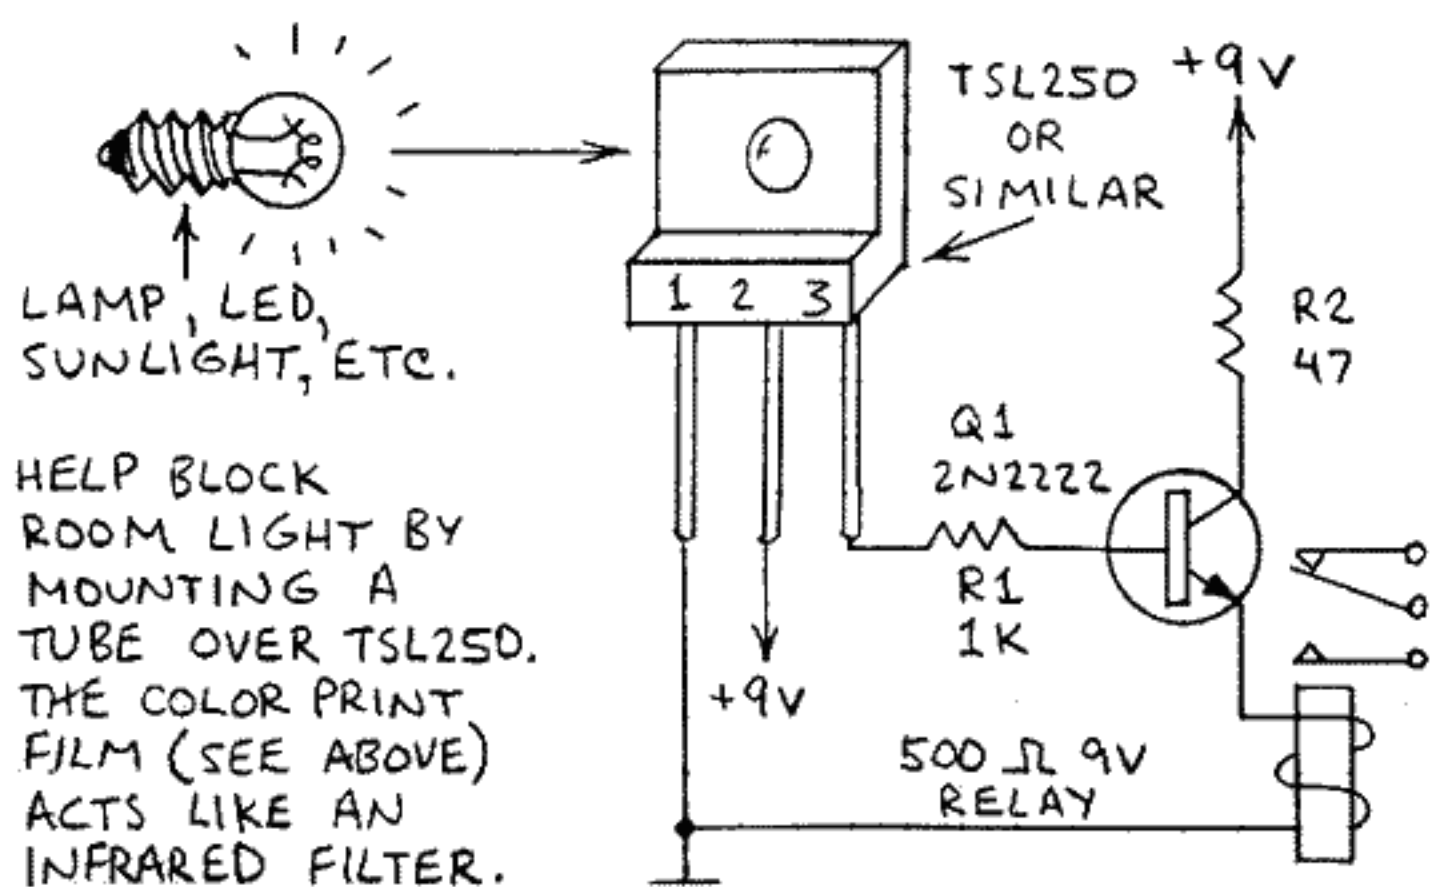 LAMP, LED,
SUNLIGHT, ETC.
HELP BLOCK
ROOM LIGHT BY
MOUNTING A
TUBE OVER TSL250.
THE COLOR PRINT
FILM (SEE ABOVE)
ACTS LIKE AN
INFRARED FILTER.
1 2 3
TSL250
OR
SIMILAR
+9V
R2
47
Q1
2N2222
R1
1K
+9V
500 Ω 9V
RELAY